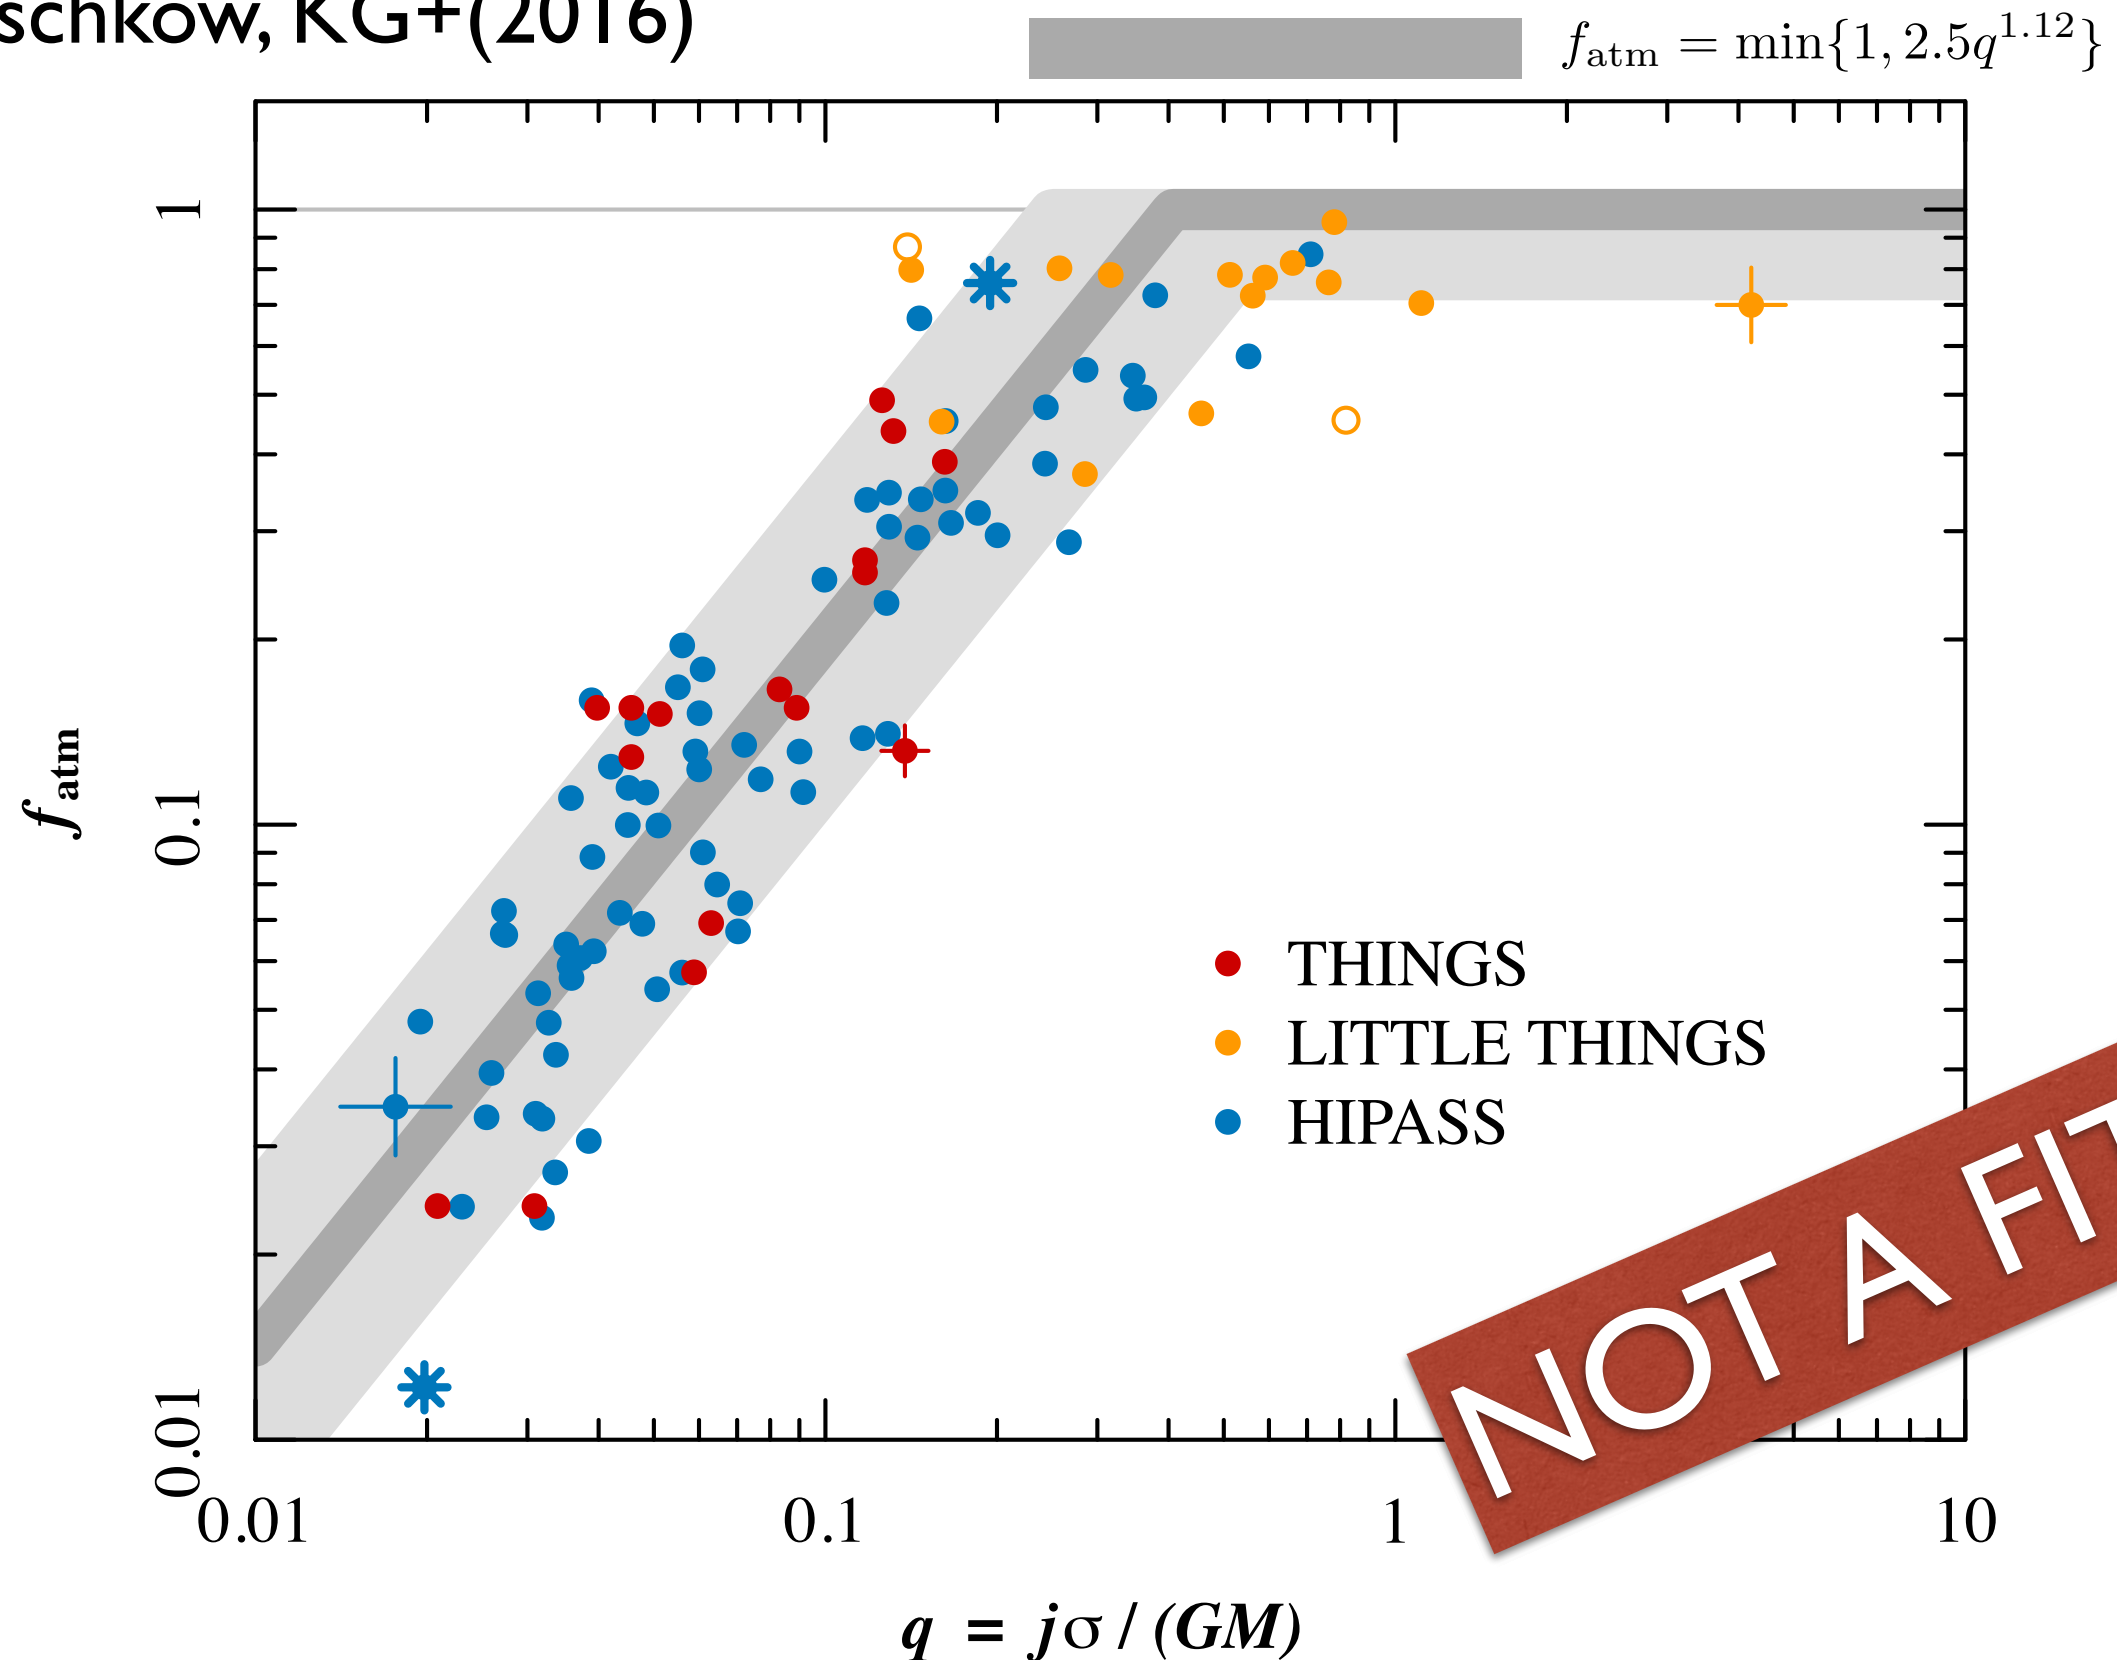 schkow, KG+(2016)
f_atm = min{1, 2.5q^1.12}
1
0.1
0.01
f_atm
THINGS
LITTLE THINGS
HIPASS
NOT A FIT
0.01 0.1 1 10
q = jσ / (GM)